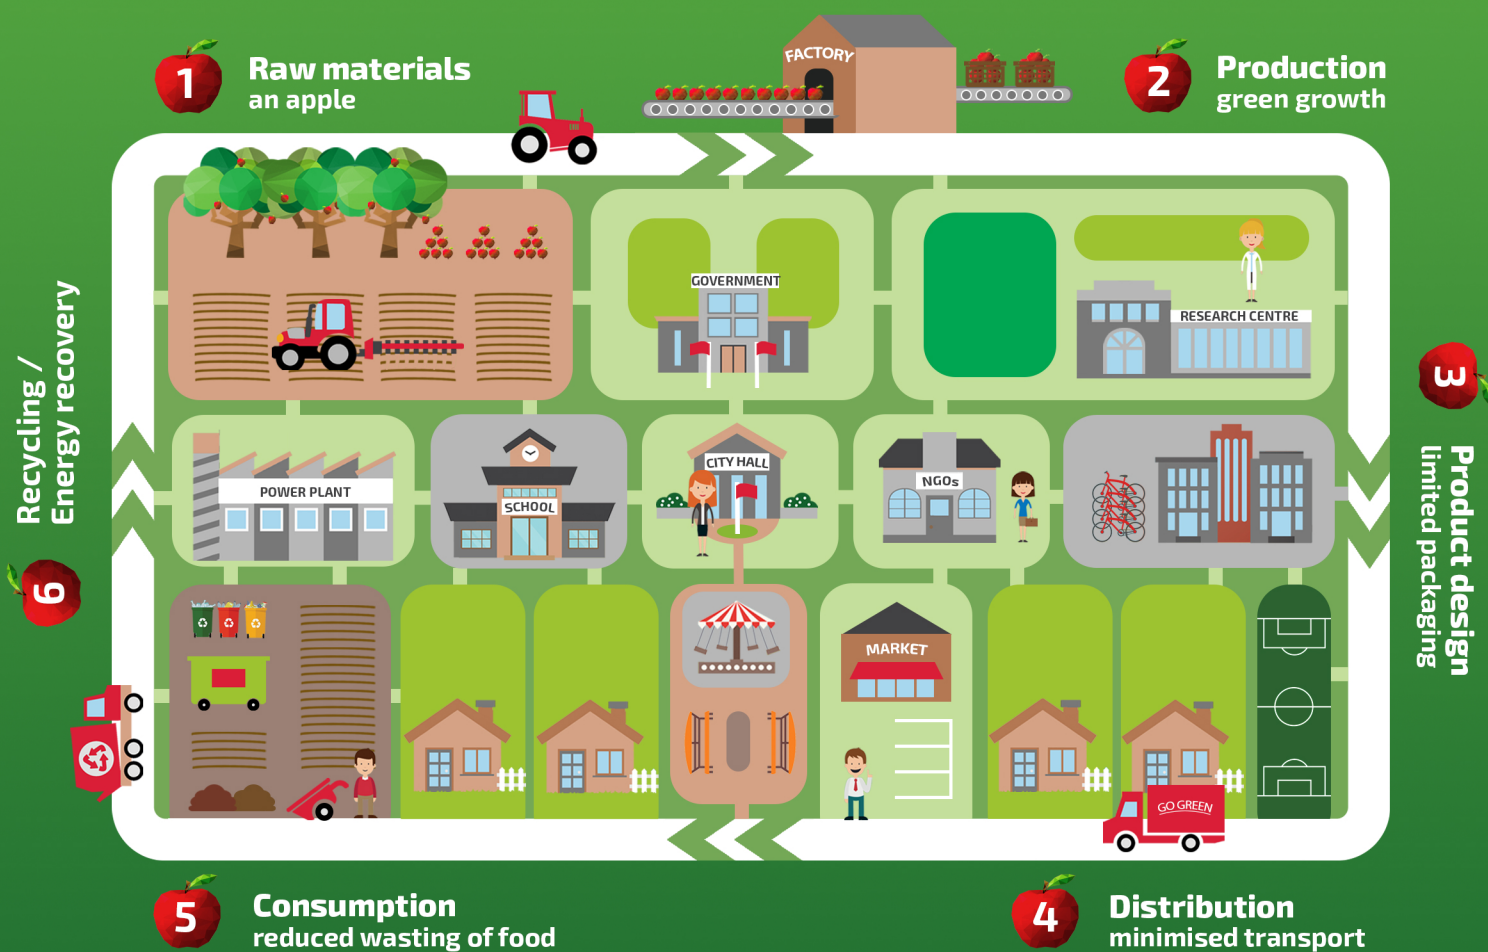 1
Raw materials
an apple
FACTORY
2
Production
green growth
GOVERNMENT
RESEARCH CENTRE
3
Product design
limited packaging
POWER PLANT
SCHOOL
CITY HALL
NGOs
MARKET
GO GREEN
4
Distribution
minimised transport
5
Consumption
reduced wasting of food
6
Recycling /
Energy recovery